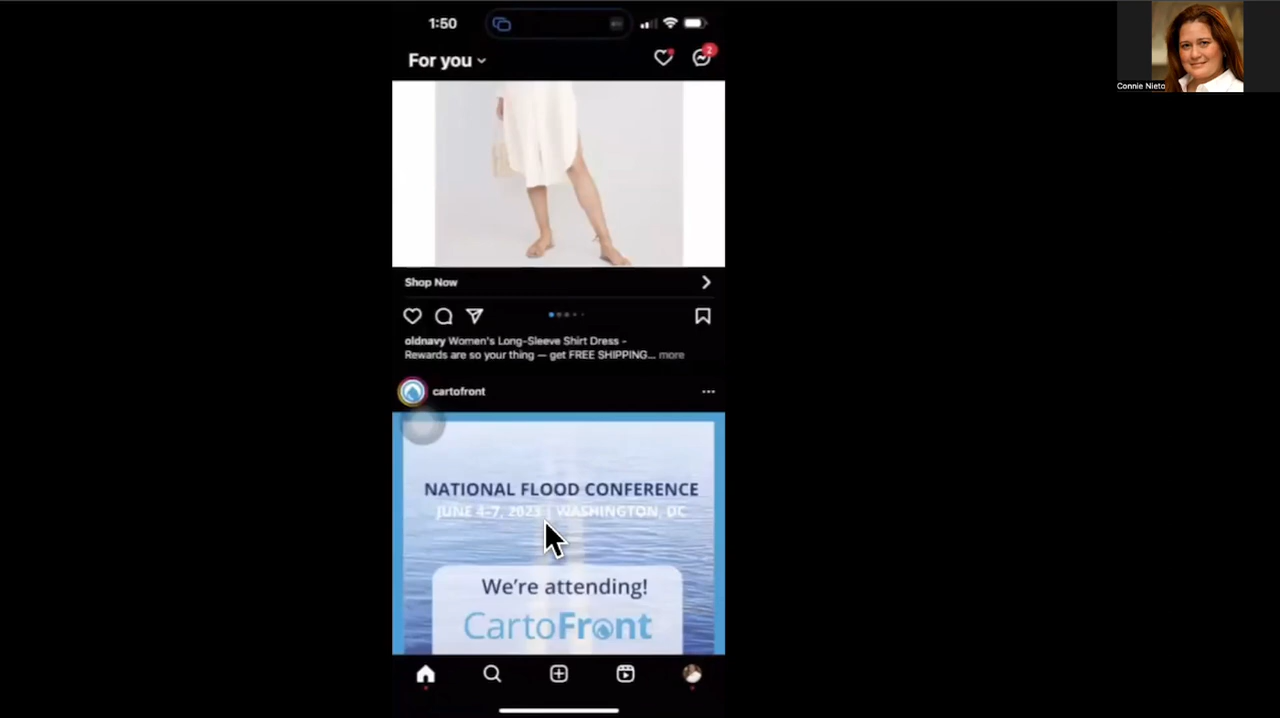 1:50
For you
2
Connie Nieto
Shop Now
oldnavy Women's Long-Sleeve Shirt Dress -
Rewards are so your thing — get FREE SHIPPING... more
cartofront
NATIONAL FLOOD CONFERENCE
JUNE 4-7, 2023 | WASHINGTON, DC
We're attending!
CartoFront